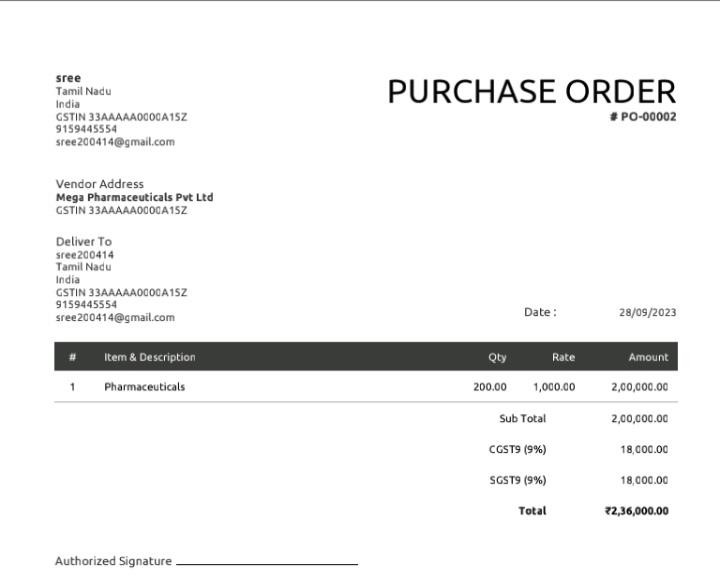 sree
Tamil Nadu
India
GSTIN 33AAAAA0000A15Z
9159445554
sree200414@gmail.com
PURCHASE ORDER
# PO-00002
Vendor Address
Mega Pharmaceuticals Pvt Ltd
GSTIN 33AAAAA0000A15Z
Deliver To
sree200414
Tamil Nadu
India
GSTIN 33AAAAA0000A15Z
9159445554
sree200414@gmail.com
Date : 28/09/2023
# Item & Description Qty Rate Amount
1 Pharmaceuticals 200.00 1,000.00 2,00,000.00
Sub Total 2,00,000.00
CGST9 (9%) 18,000.00
SGST9 (9%) 18,000.00
Total ₹2,36,000.00
Authorized Signature